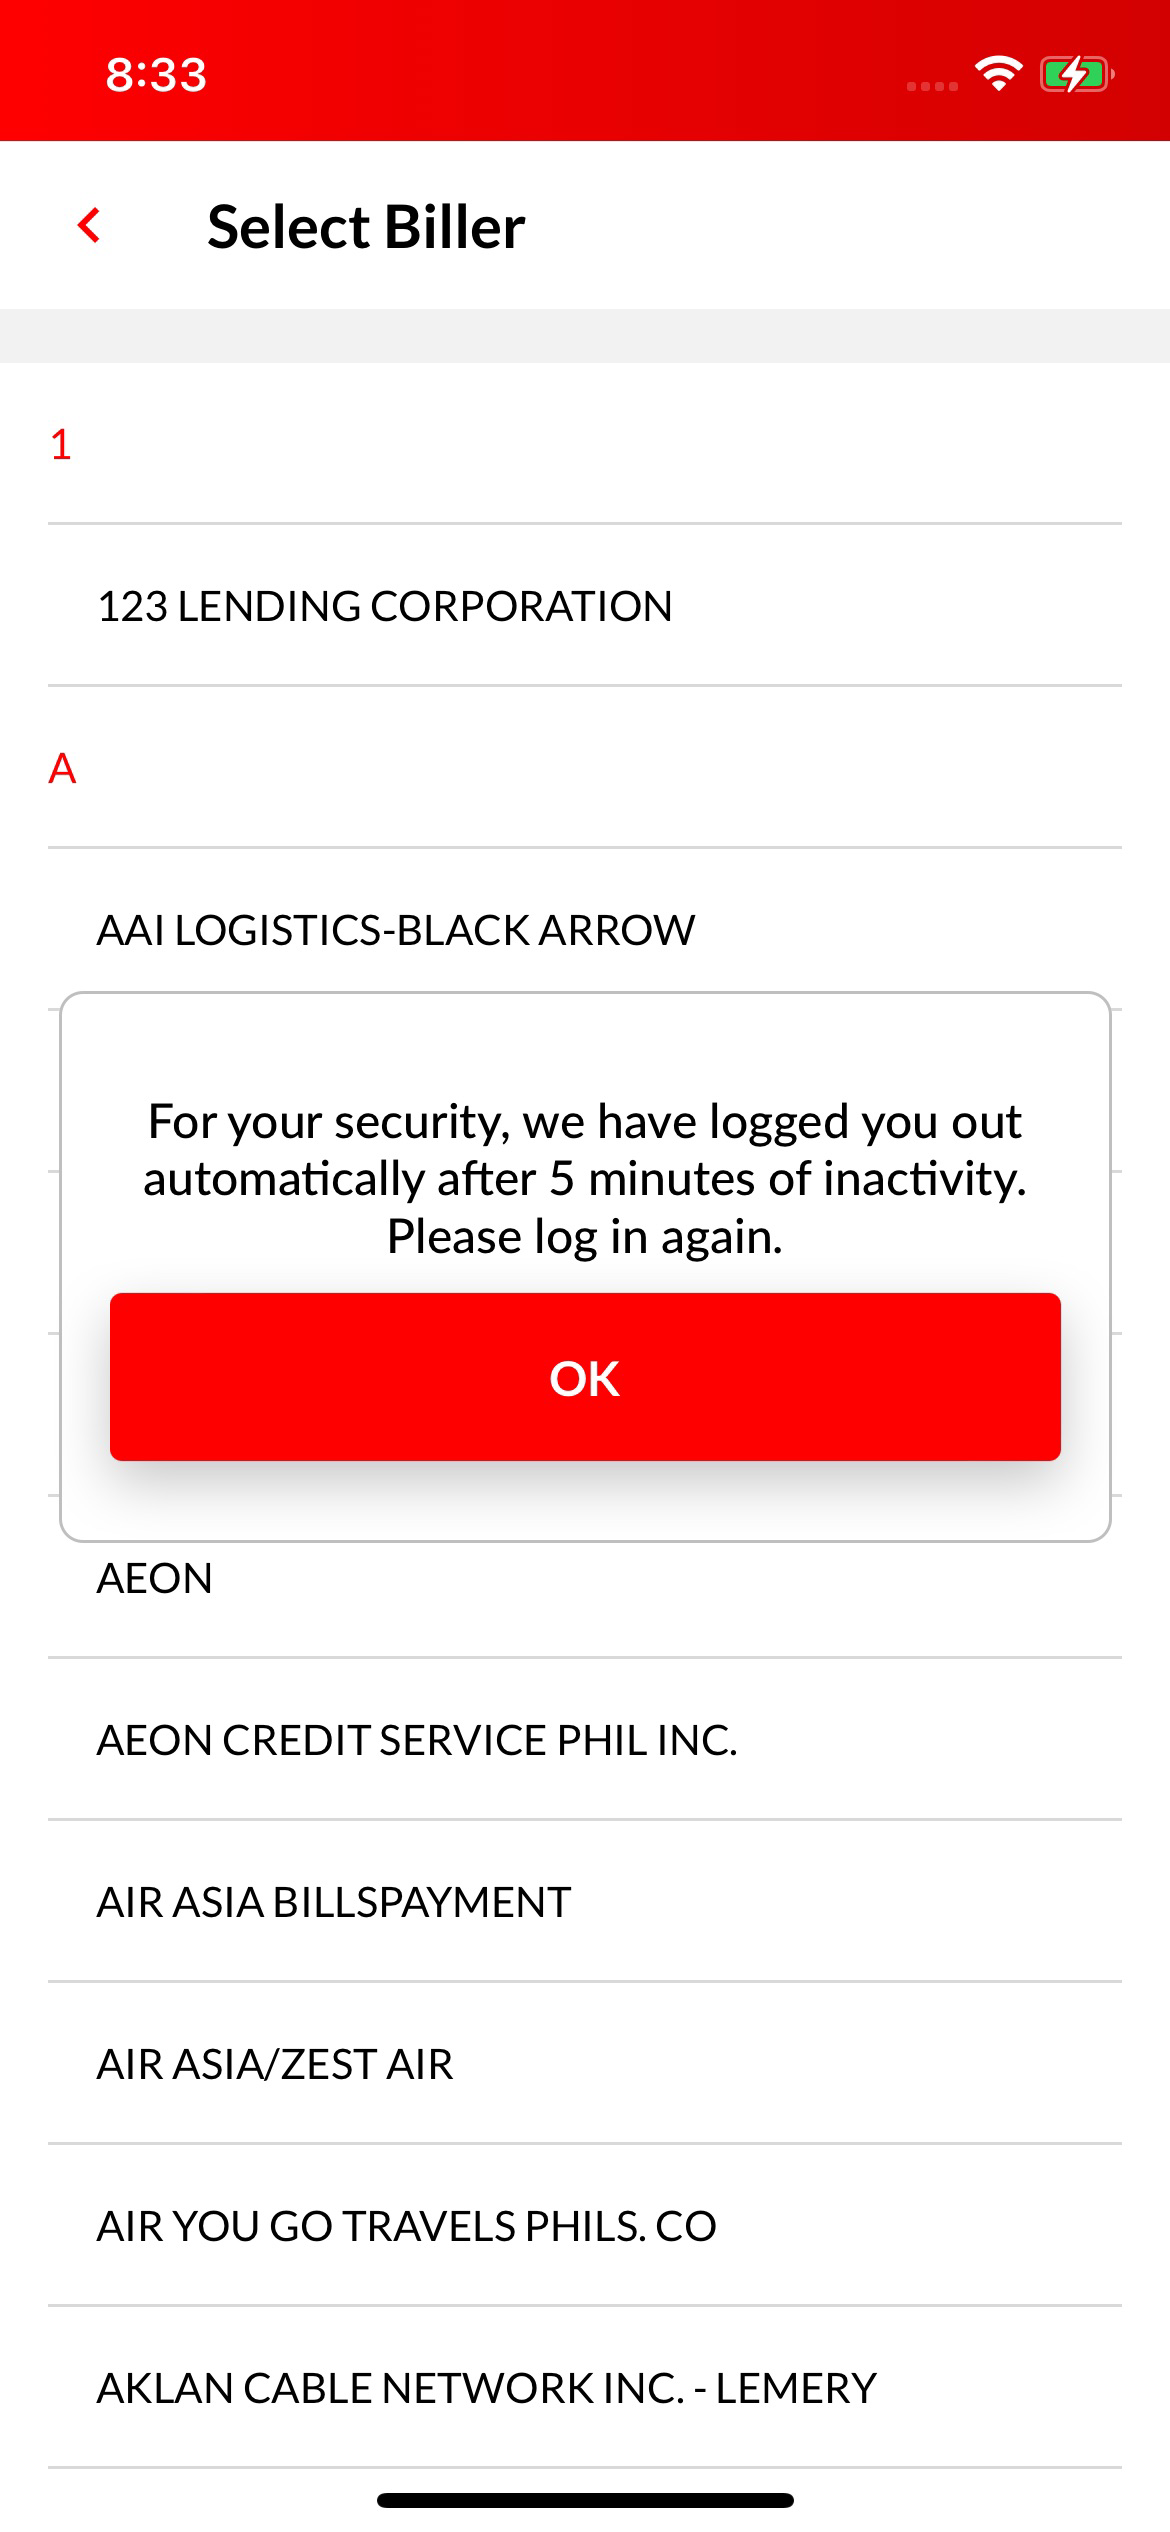 8:33
Select Biller
1
123 LENDING CORPORATION
A
AAI LOGISTICS-BLACK ARROW
For your security, we have logged you out
automatically after 5 minutes of inactivity.
Please log in again.
OK
AEON
AEON CREDIT SERVICE PHIL INC.
AIR ASIA BILLSPAYMENT
AIR ASIA/ZEST AIR
AIR YOU GO TRAVELS PHILS. CO
AKLAN CABLE NETWORK INC. - LEMERY